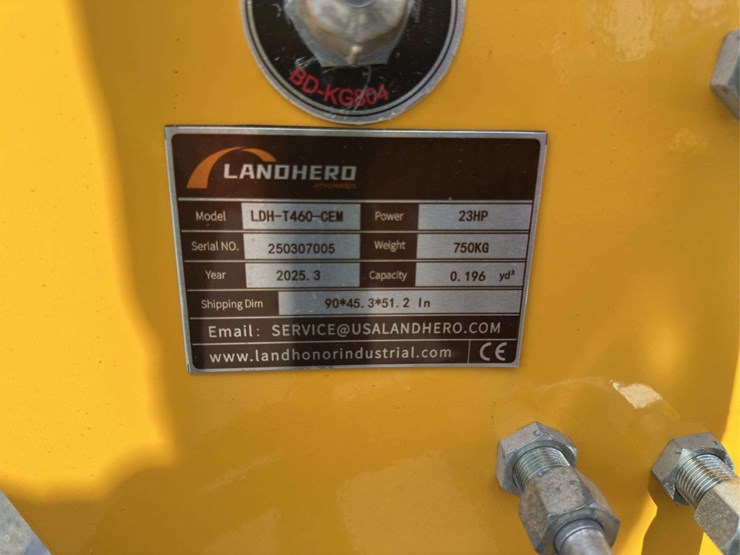 BD-KG804
LANDHERO
Model LDH-T460-CEM Power 23HP
Serial NO. 250307005 Weight 750KG
Year 2025.3 Capacity 0.196 yd³
Shipping Dim 90*45.3*51.2 In
Email: SERVICE@USALANDHERO.COM
www.landhonorindustrial.com CE